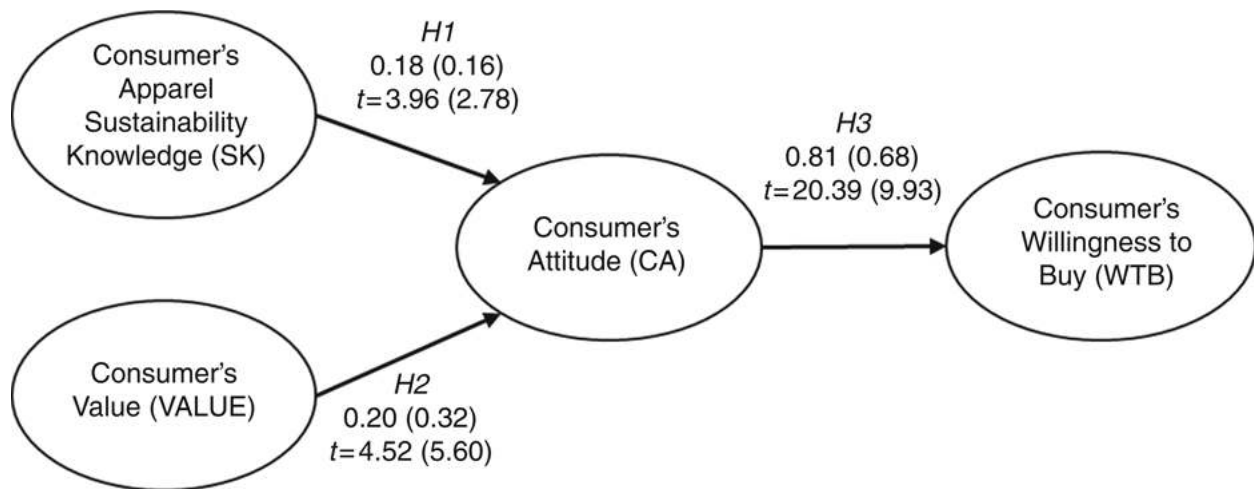 Consumer's
Apparel
Sustainability
Knowledge (SK)
H1
0.18 (0.16)
t=3.96 (2.78)
Consumer's
Attitude (CA)
H3
0.81 (0.68)
t=20.39 (9.93)
Consumer's
Willingness to
Buy (WTB)
Consumer's
Value (VALUE)
H2
0.20 (0.32)
t=4.52 (5.60)